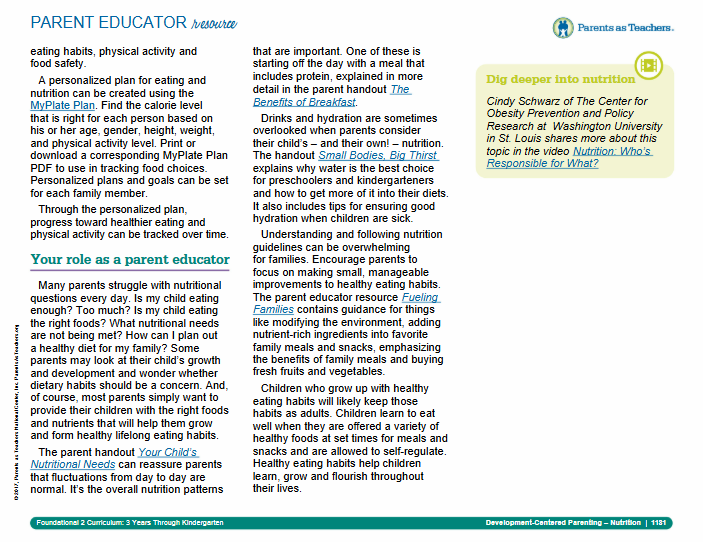 PARENT EDUCATOR resource
Parents as Teachers.
eating habits, physical activity and
food safety.
A personalized plan for eating and
nutrition can be created using the
MyPlate Plan. Find the calorie level
that is right for each person based on
his or her age, gender, height, weight,
and physical activity level. Print or
download a corresponding MyPlate Plan
PDF to use in tracking food choices.
Personalized plans and goals can be set
for each family member.
Through the personalized plan,
progress toward healthier eating and
physical activity can be tracked over time.
Your role as a parent educator
Many parents struggle with nutritional
questions every day. Is my child eating
enough? Too much? Is my child eating
the right foods? What nutritional needs
are not being met? How can I plan out
a healthy diet for my family? Some
parents may look at their child's growth
and development and wonder whether
dietary habits should be a concern. And,
of course, most parents simply want to
provide their children with the right foods
and nutrients that will help them grow
and form healthy lifelong eating habits.
The parent handout Your Child's
Nutritional Needs can reassure parents
that fluctuations from day to day are
normal. It's the overall nutrition patterns
that are important. One of these is
starting off the day with a meal that
includes protein, explained in more
detail in the parent handout The
Benefits of Breakfast.
Drinks and hydration are sometimes
overlooked when parents consider
their child's – and their own! – nutrition.
The handout Small Bodies, Big Thirst
explains why water is the best choice
for preschoolers and kindergarteners
and how to get more of it into their diets.
It also includes tips for ensuring good
hydration when children are sick.
Understanding and following nutrition
guidelines can be overwhelming
for families. Encourage parents to
focus on making small, manageable
improvements to healthy eating habits.
The parent educator resource Fueling
Families contains guidance for things
like modifying the environment, adding
nutrient-rich ingredients into favorite
family meals and snacks, emphasizing
the benefits of family meals and buying
fresh fruits and vegetables.
Children who grow up with healthy
eating habits will likely keep those
habits as adults. Children learn to eat
well when they are offered a variety of
healthy foods at set times for meals and
snacks and are allowed to self-regulate.
Healthy eating habits help children
learn, grow and flourish throughout
their lives.
Dig deeper into nutrition
Cindy Schwarz of The Center for
Obesity Prevention and Policy
Research at Washington University
in St. Louis shares more about this
topic in the video Nutrition: Who's
Responsible for What?
©2017, Parents as Teachers National Center, Inc. ParentsAsTeachers.org
Foundational 2 Curriculum: 3 Years Through Kindergarten
Development-Centered Parenting – Nutrition | 1181